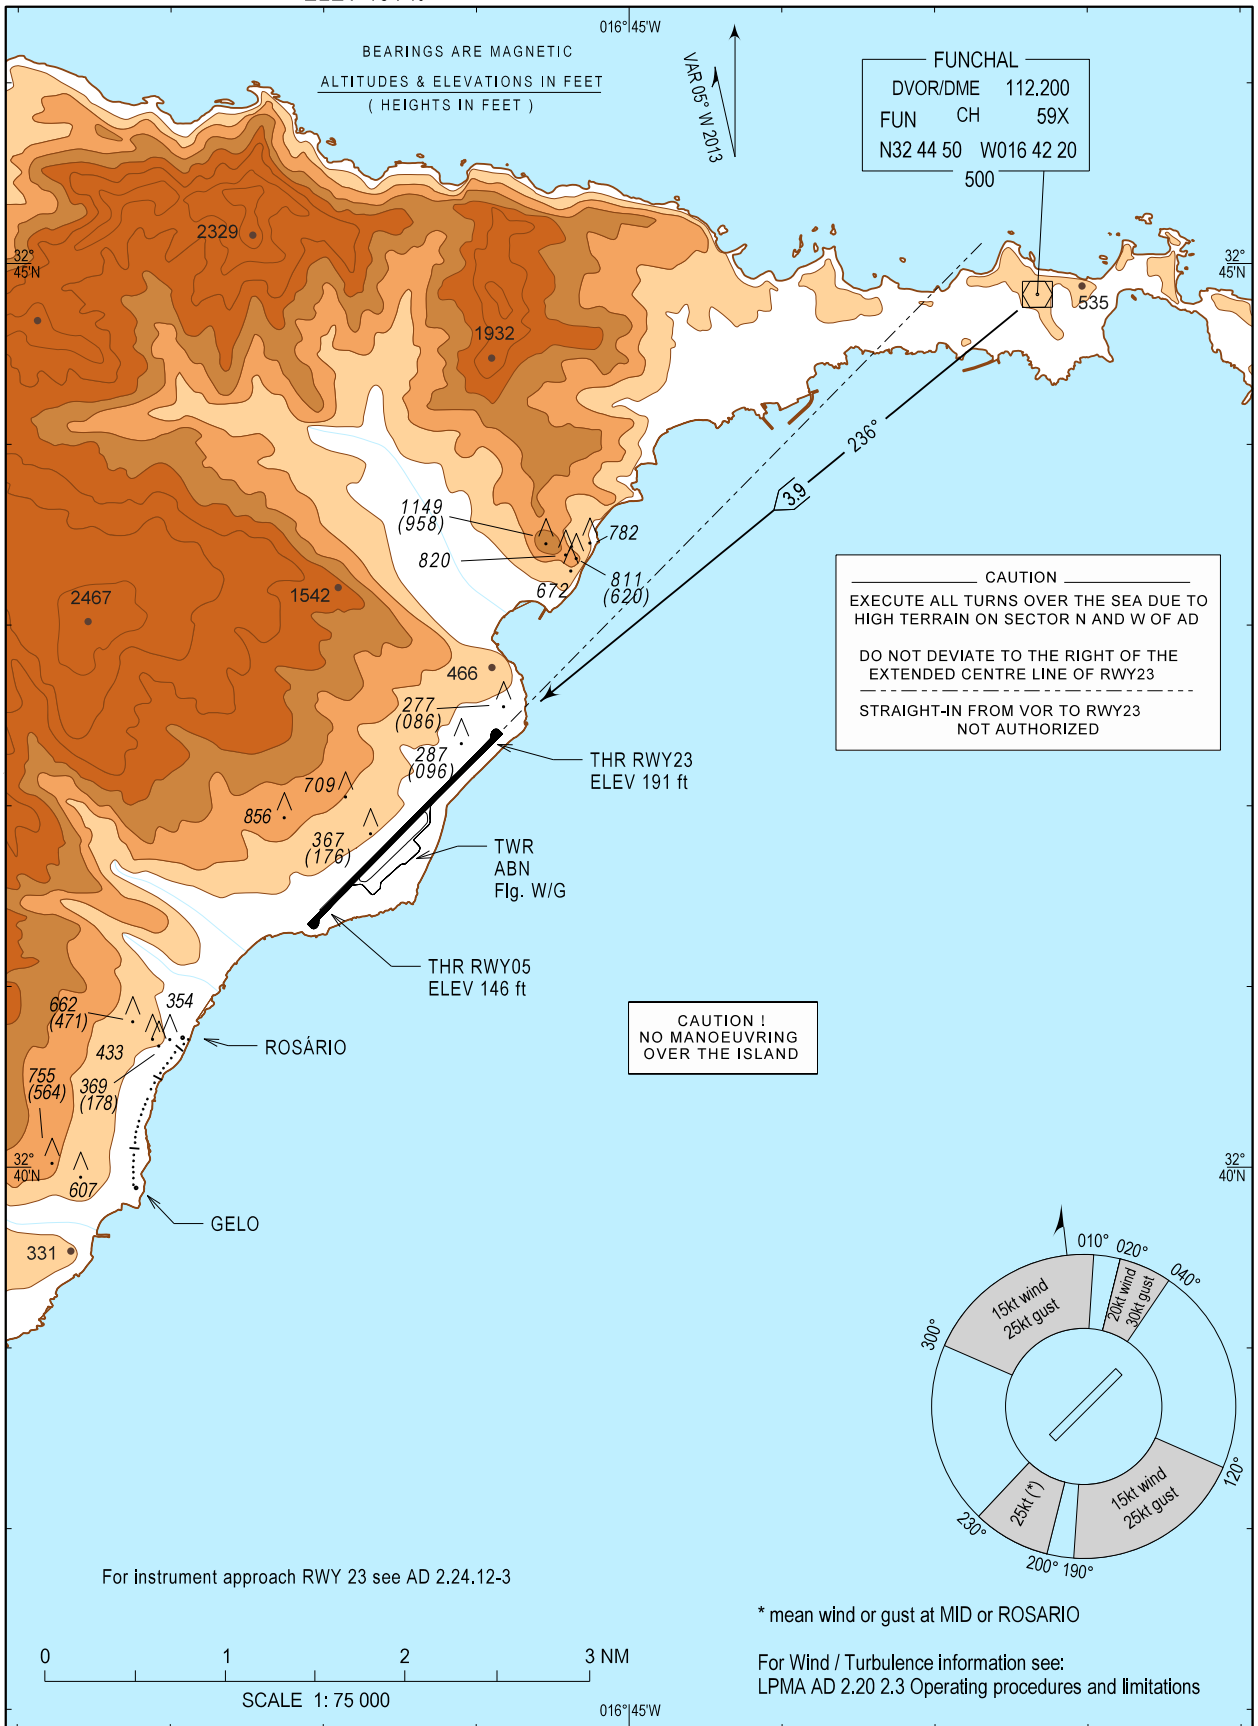 016° 45'W
BEARINGS ARE MAGNETIC
ALTITUDES & ELEVATIONS IN FEET
( HEIGHTS IN FEET )
VAR 05° W 2013
FUNCHAL
DVOR/DME 112.200
FUN CH 59X
N32 44 50 W016 42 20
500
2329
32°
45'N
32°
45'N
535
1932
236°
3.9
1149
(958)
782
820
811
(620)
672
2467
1542
CAUTION
EXECUTE ALL TURNS OVER THE SEA DUE TO
HIGH TERRAIN ON SECTOR N AND W OF AD
DO NOT DEVIATE TO THE RIGHT OF THE
EXTENDED CENTRE LINE OF RWY23
STRAIGHT-IN FROM VOR TO RWY23
NOT AUTHORIZED
466
277
(086)
287
(096)
THR RWY23
ELEV 191 ft
709
856
367
(176)
TWR
ABN
Flg. W/G
THR RWY05
ELEV 146 ft
662
(471)
354
433
ROSÁRIO
CAUTION !
NO MANOEUVRING
OVER THE ISLAND
755
(564)
369
(178)
32°
40'N
32°
40'N
607
GELO
331
010°
020°
040°
15kt wind
25kt gust
20kt wind
30kt gust
300°
120°
15kt wind
25kt gust
25kt (*)
230°
200°
190°
For instrument approach RWY 23 see AD 2.24.12-3
* mean wind or gust at MID or ROSARIO
For Wind / Turbulence information see:
LPMA AD 2.20 2.3 Operating procedures and limitations
0 1 2 3 NM
SCALE 1: 75 000
016° 45'W